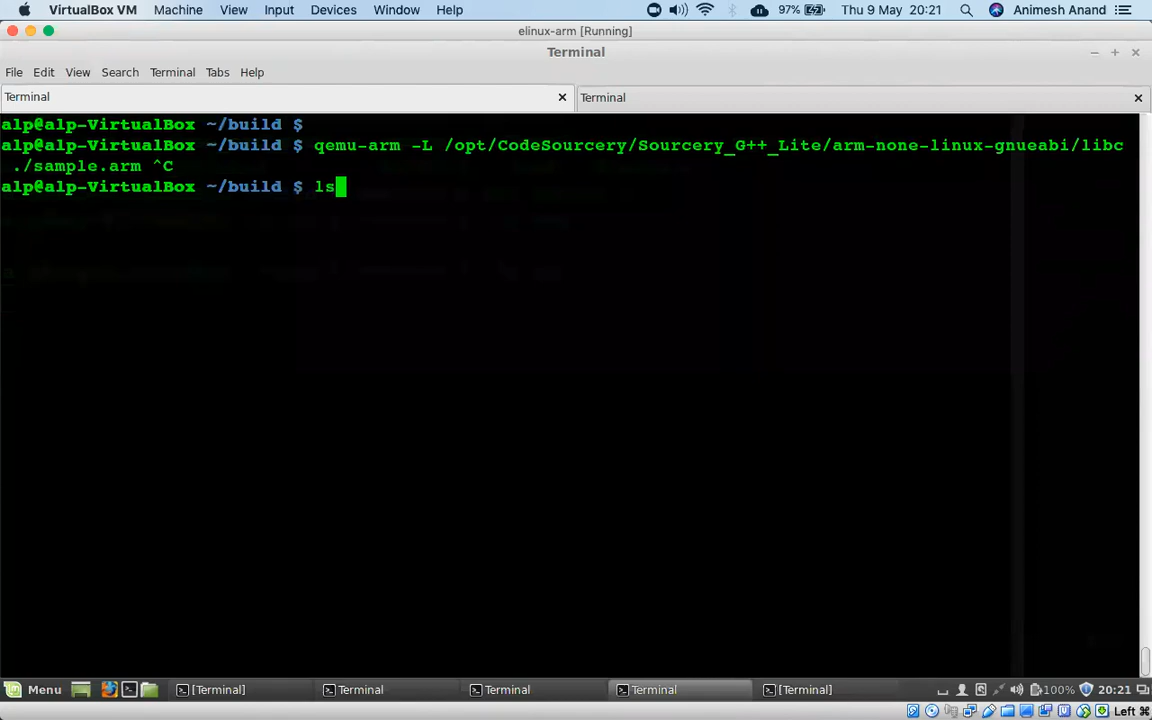 VirtualBox VM Machine View Input Devices Window Help 97% Thu 9 May 20:21 Animesh Anand
elinux-arm [Running]
Terminal
File Edit View Search Terminal Tabs Help
Terminal Terminal
alp@alp-VirtualBox ~/build $
alp@alp-VirtualBox ~/build $ qemu-arm -L /opt/CodeSourcery/Sourcery_G++_Lite/arm-none-linux-gnueabi/libc
./sample.arm ^C
alp@alp-VirtualBox ~/build $ ls
Menu [Terminal] Terminal Terminal Terminal [Terminal] 100% 20:21
Left ⌘